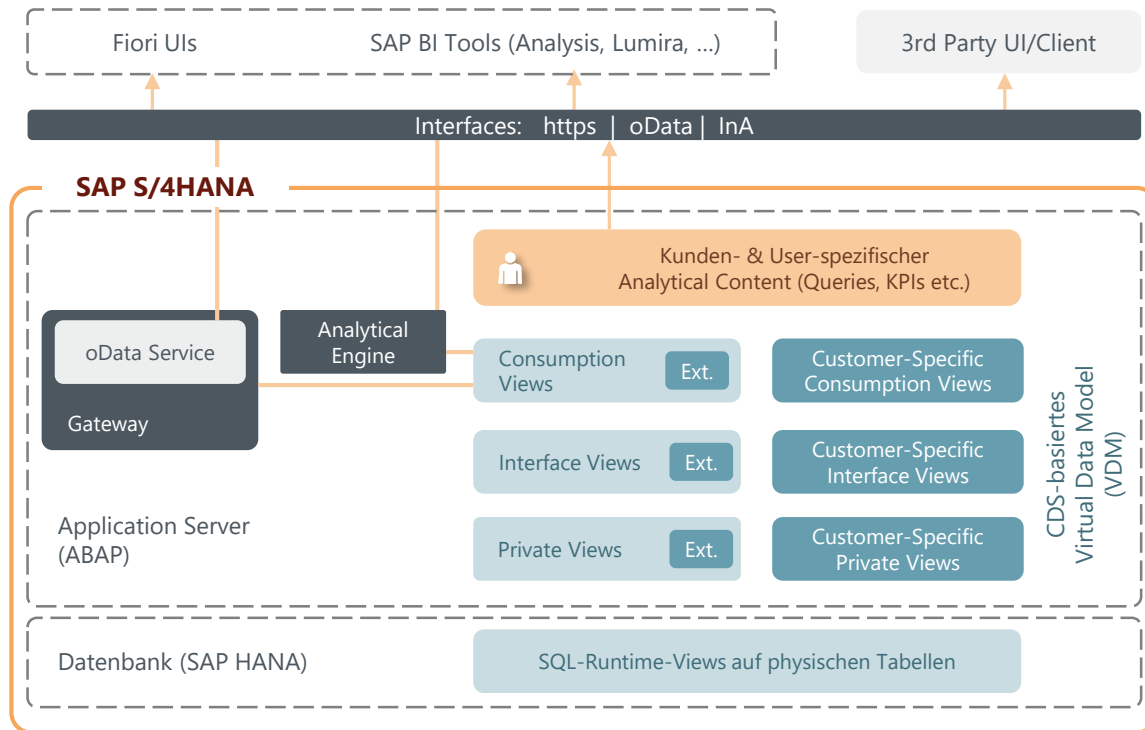 Fiori UIs
SAP BI Tools (Analysis, Lumira, ...)
3rd Party UI/Client
Interfaces: https | oData | InA
SAP S/4HANA
Kunden- & User-spezifischer
Analytical Content (Queries, KPIs etc.)
oData Service
Gateway
Analytical
Engine
Consumption
Views
Ext.
Customer-Specific
Consumption Views
Interface Views
Ext.
Customer-Specific
Interface Views
Private Views
Ext.
Customer-Specific
Private Views
CDS-basiertes
Virtual Data Model
(VDM)
Application Server
(ABAP)
Datenbank (SAP HANA)
SQL-Runtime-Views auf physischen Tabellen